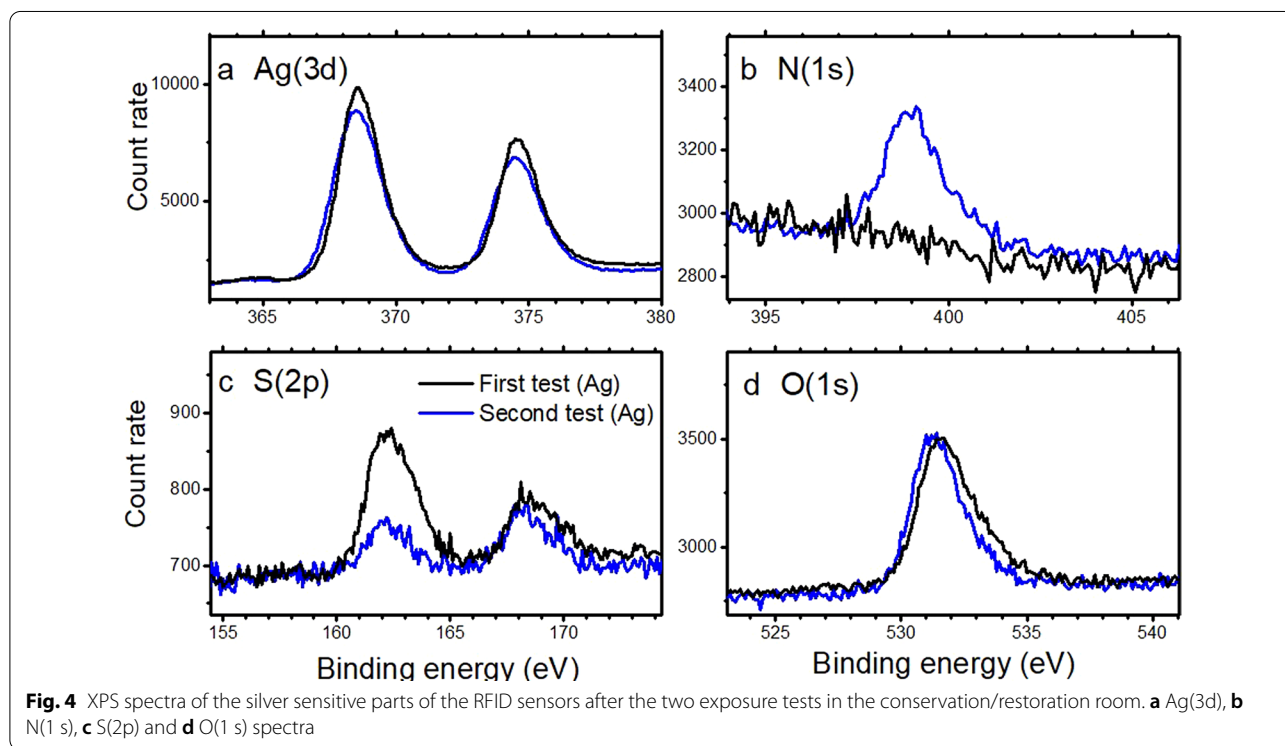 a Ag(3d)
Count rate
10000
5000
365 370 375 380
b N(1s)
3400
3200
3000
2800
395 400 405
c S(2p)
First test (Ag)
Second test (Ag)
Count rate
900
800
700
155 160 165 170
Binding energy (eV)
d O(1s)
3500
3000
525 530 535 540
Binding energy (eV)
Fig. 4 XPS spectra of the silver sensitive parts of the RFID sensors after the two exposure tests in the conservation/restoration room. a Ag(3d), b
N(1 s), c S(2p) and d O(1 s) spectra